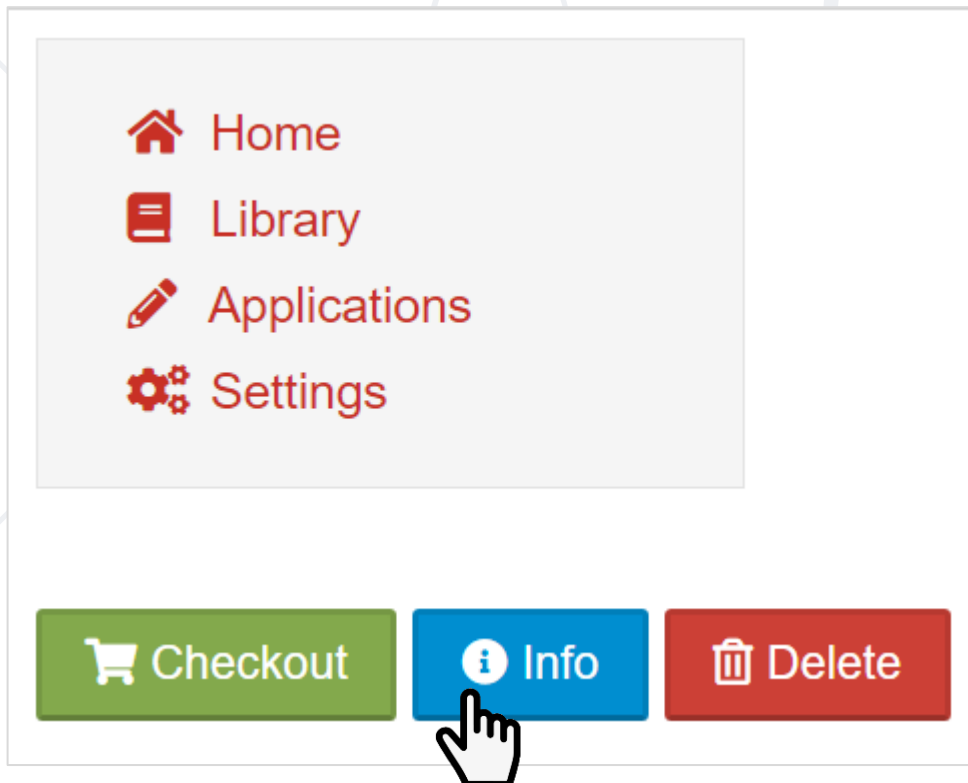 Home
Library
Applications
Settings
Checkout Info Delete